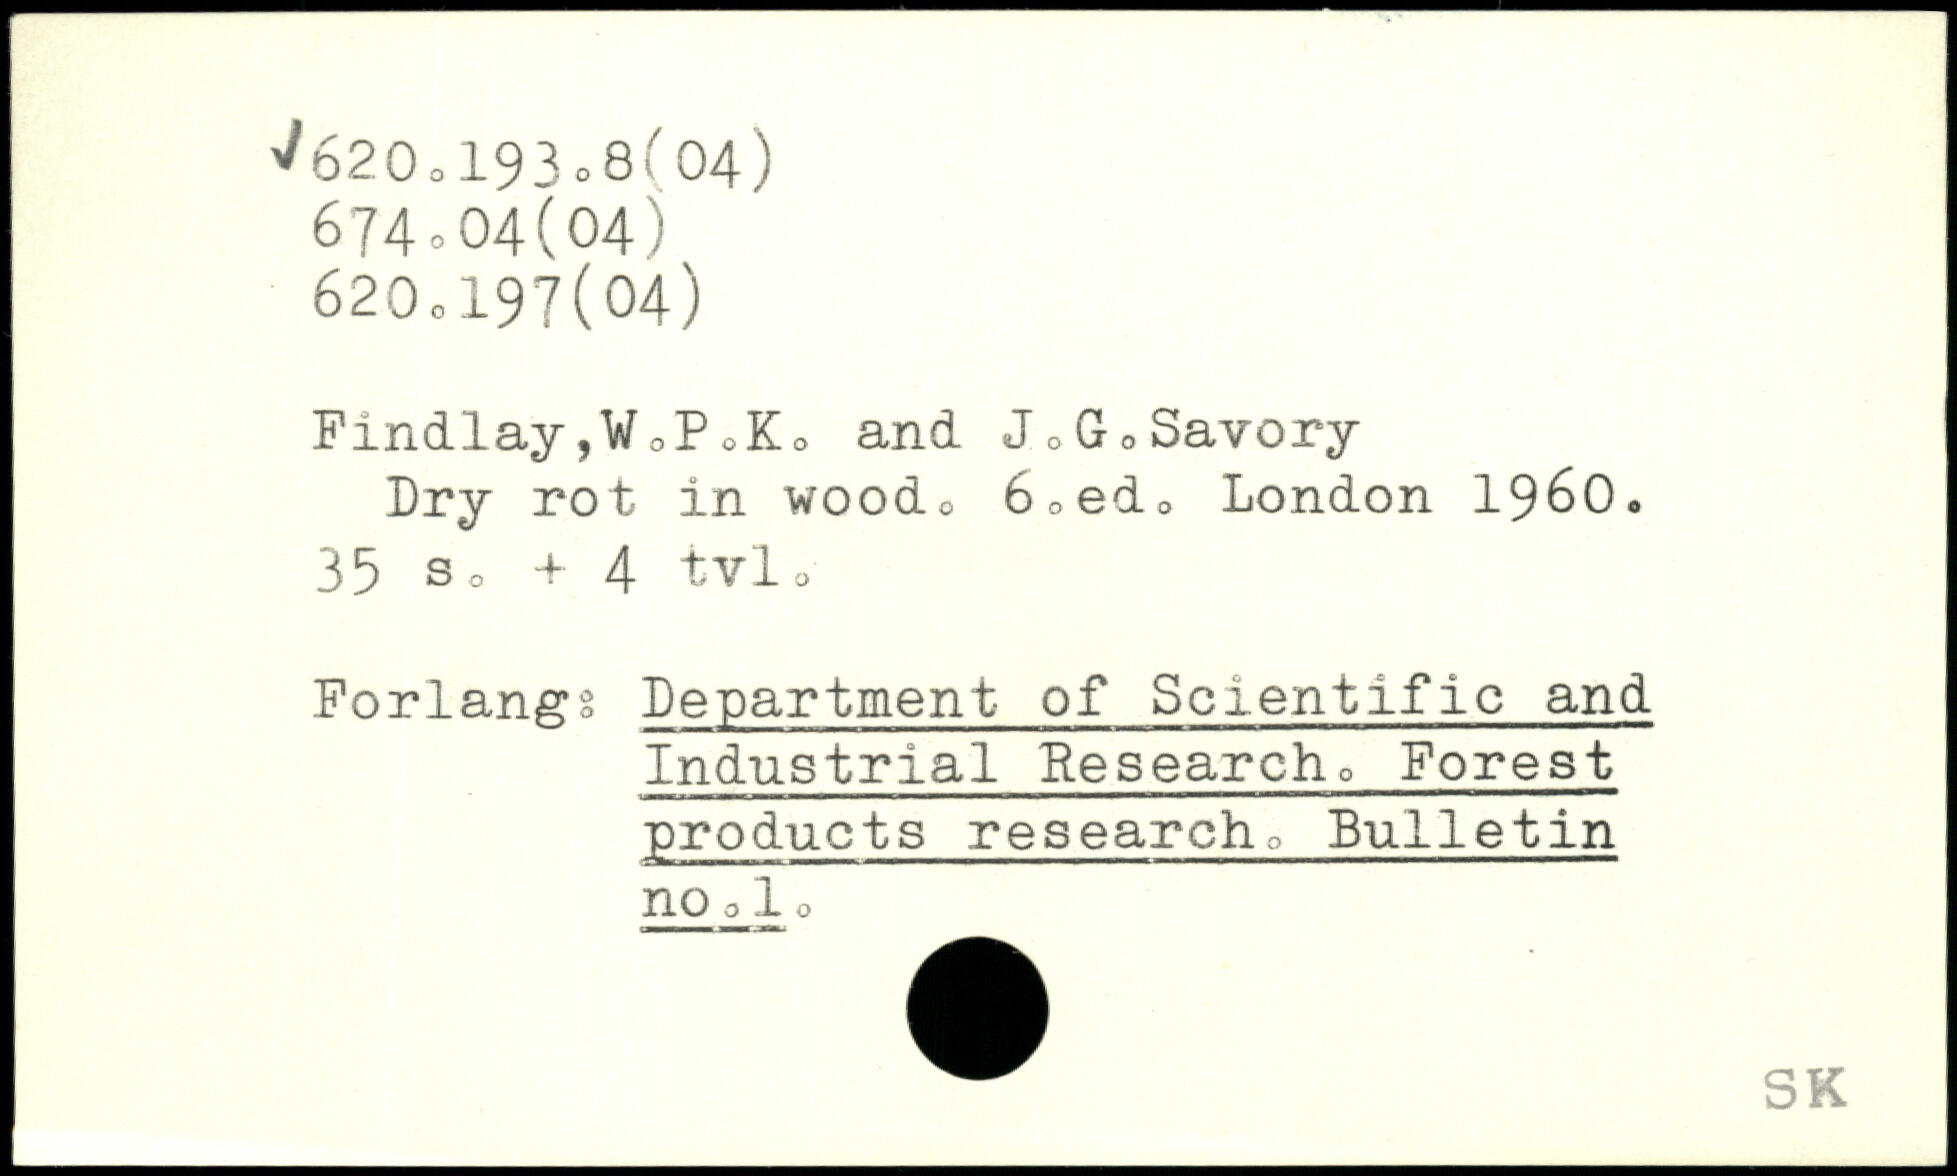 ✓620.193.8(04)
674.04(04)
620.197(04)
Findlay,W.P.K. and J.G.Savory
Dry rot in wood. 6.ed. London 1960.
35 s. + 4 tvl.
Forlang: Department of Scientific and
Industrial Research. Forest
products research. Bulletin
no.1.
SK